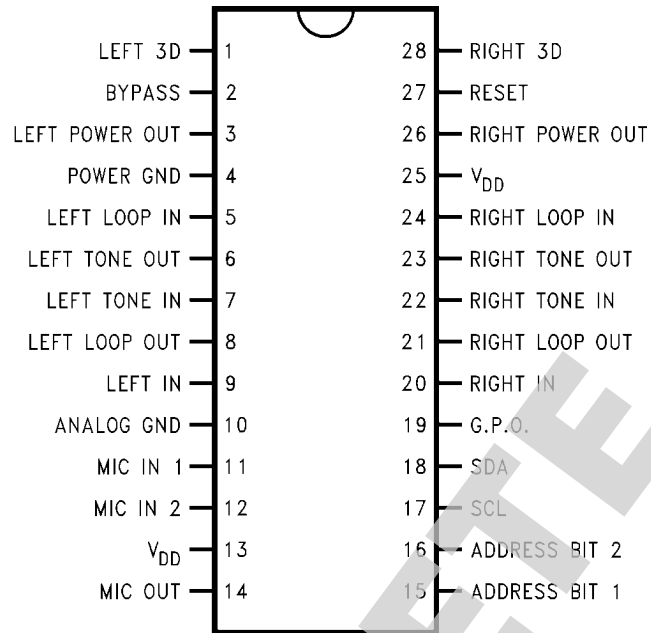 LEFT 3D 1 28 RIGHT 3D
BYPASS 2 27 RESET
LEFT POWER OUT 3 26 RIGHT POWER OUT
POWER GND 4 25 VDD
LEFT LOOP IN 5 24 RIGHT LOOP IN
LEFT TONE OUT 6 23 RIGHT TONE OUT
LEFT TONE IN 7 22 RIGHT TONE IN
LEFT LOOP OUT 8 21 RIGHT LOOP OUT
LEFT IN 9 20 RIGHT IN
ANALOG GND 10 19 G.P.O.
MIC IN 1 11 18 SDA
MIC IN 2 12 17 SCL
VDD 13 16 ADDRESS BIT 2
MIC OUT 14 15 ADDRESS BIT 1
ETE